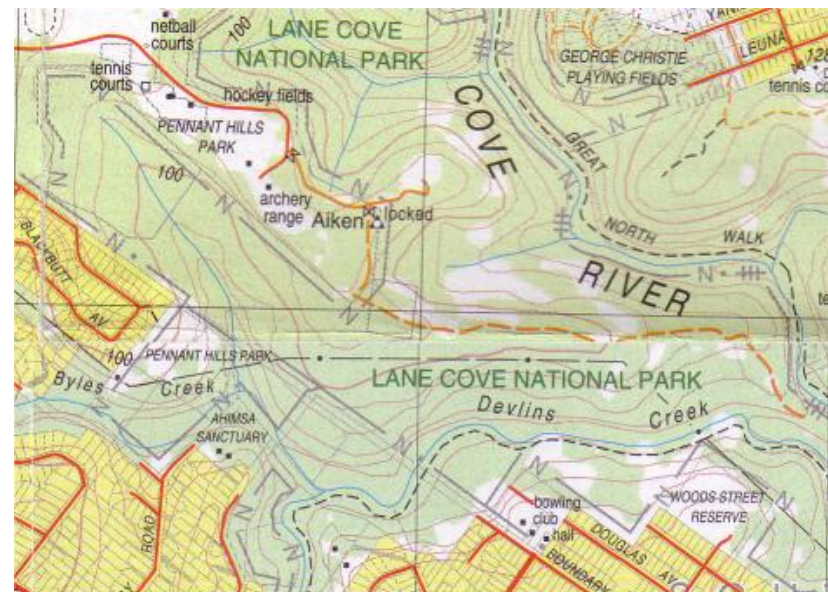 netball
courts
100
LANE COVE
NATIONAL PARK
tennis
courts
hockey fields
PENNANT HILLS
PARK
100
archery
range
Aiken
locked
COVE
RIVER
GREAT
NORTH
WALK
GEORGE CHRISTIE
PLAYING FIELDS
LEUNA
128
tennis co
BLACKBUTT
AV
100
PENNANT HILLS PARK
Byles
Creek
AHIMSA
SANCTUARY
LANE COVE NATIONAL PARK
Devlins
Creek
ROAD
bowling
club
hall
DOUGLAS
AV
BOUNDARY
WOODS STREET
RESERVE
N
N
N
N
N
N
N
N
N
N
N
N
N